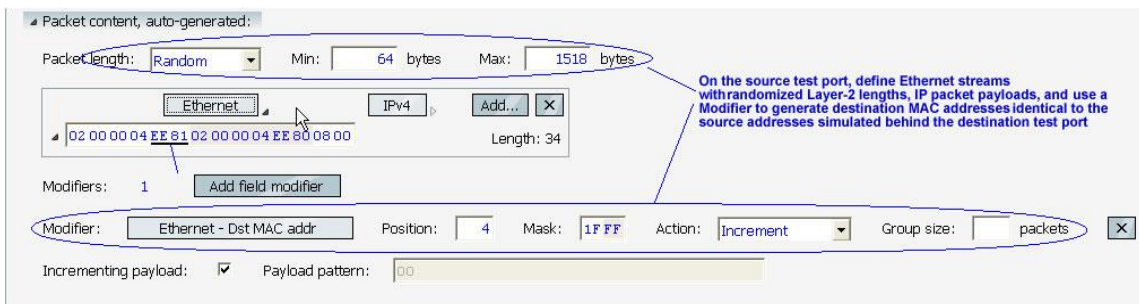 Packet content, auto-generated:
Packet length: Random Min: 64 bytes Max: 1518 bytes
On the source test port, define Ethernet streams
withrandomized Layer-2 lengths, IP packet payloads, and use a
Modifier to generate destination MAC addresses identical to the
source addresses simulated behind the destination test port
Ethernet IPv4 Add... X
02 00 00 04 EE 81 02 00 00 04 EE 80 08 00 Length: 34
Modifiers: 1 Add field modifier
Modifier: Ethernet - Dst MAC addr Position: 4 Mask: 1F FF Action: Increment Group size: packets X
Incrementing payload: Payload pattern: 00